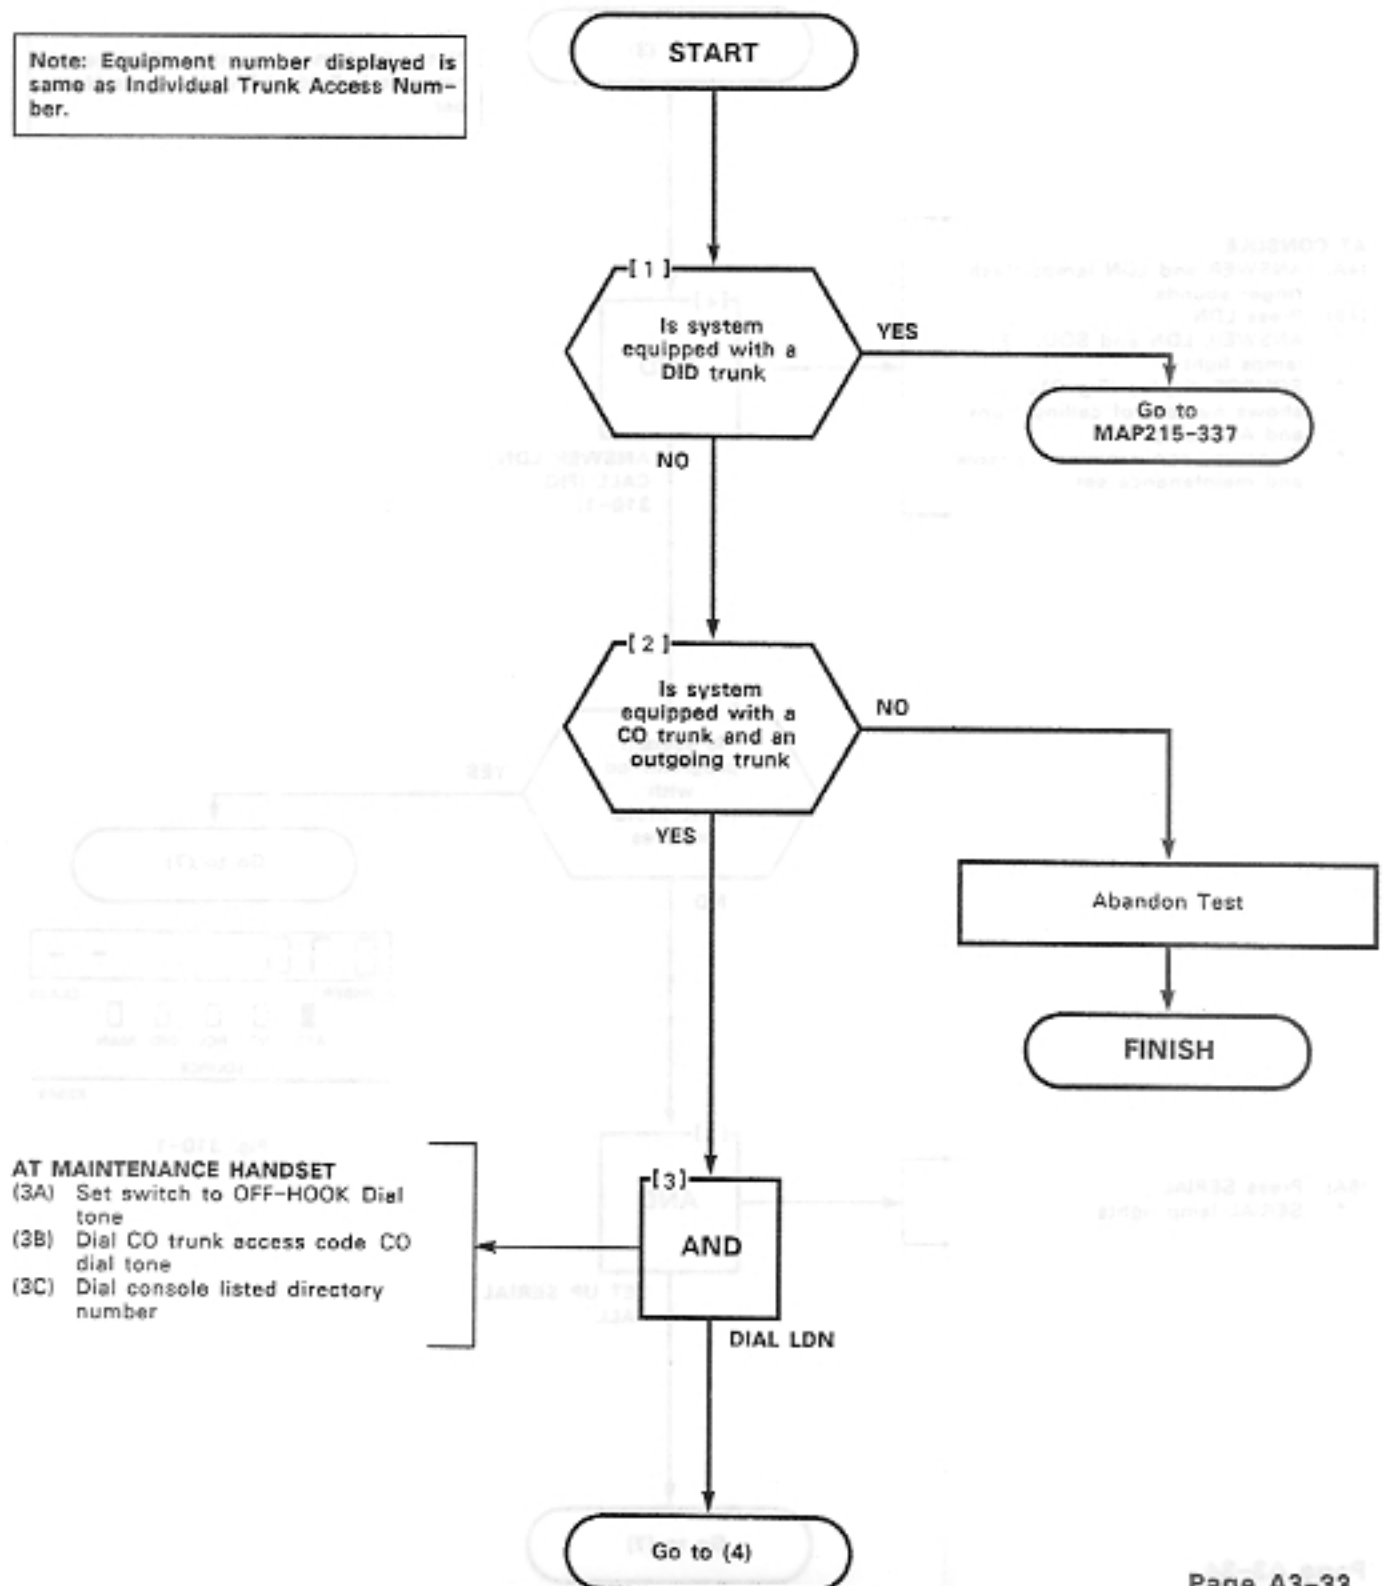 Note: Equipment number displayed is
same as Individual Trunk Access Num-
ber.
START
[ 1 ]
Is system
equipped with a
DID trunk
YES
Go to
MAP215-337
NO
[ 2 ]
Is system
equipped with a
CO trunk and an
outgoing trunk
NO
YES
Abandon Test
FINISH
AT MAINTENANCE HANDSET
(3A) Set switch to OFF-HOOK Dial
tone
(3B) Dial CO trunk access code CO
dial tone
(3C) Dial console listed directory
number
[3]
AND
DIAL LDN
Go to (4)
Page A3-33